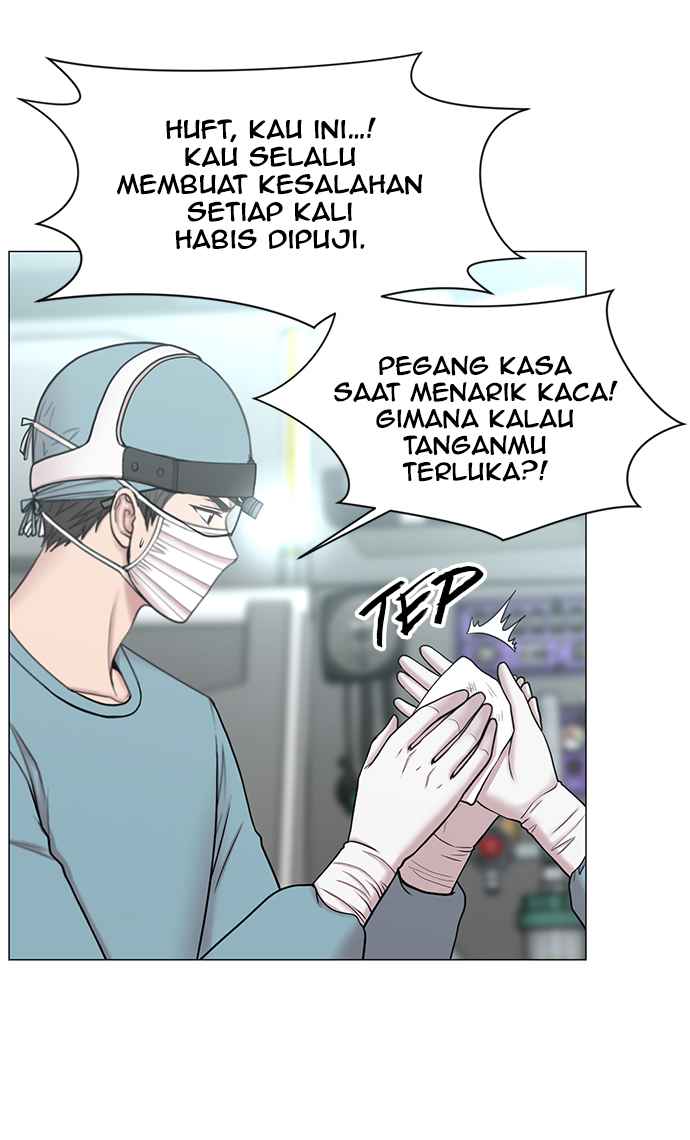 HUFT, KAU INI...!
KAU SELALU
MEMBUAT KESALAHAN
SETIAP KALI
HABIS DIPUJI.
PEGANG KASA
SAAT MENARIK KACA!
GIMANA KALAU
TANGANMU
TERLUKA?!
TEP